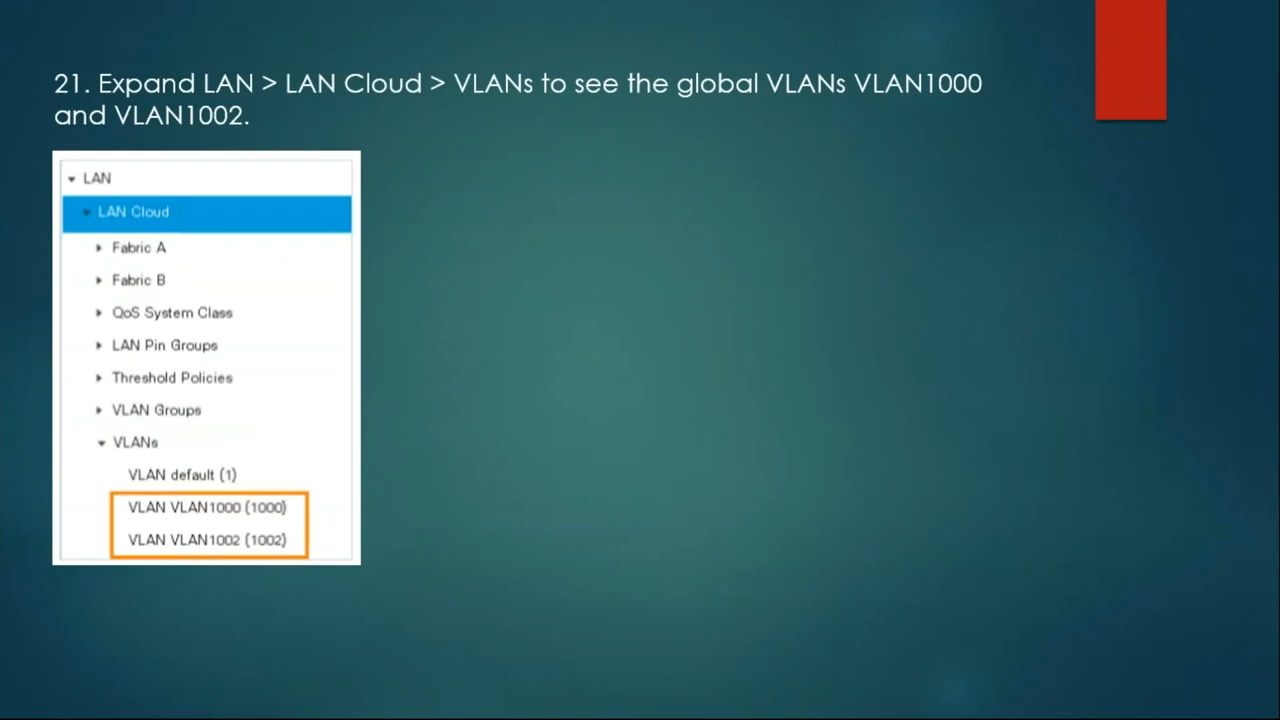 21. Expand LAN > LAN Cloud > VLANs to see the global VLANs VLAN1000
and VLAN1002.
LAN
LAN Cloud
Fabric A
Fabric B
QoS System Class
LAN Pin Groups
Threshold Policies
VLAN Groups
VLANs
VLAN default (1)
VLAN VLAN1000 (1000)
VLAN VLAN1002 (1002)